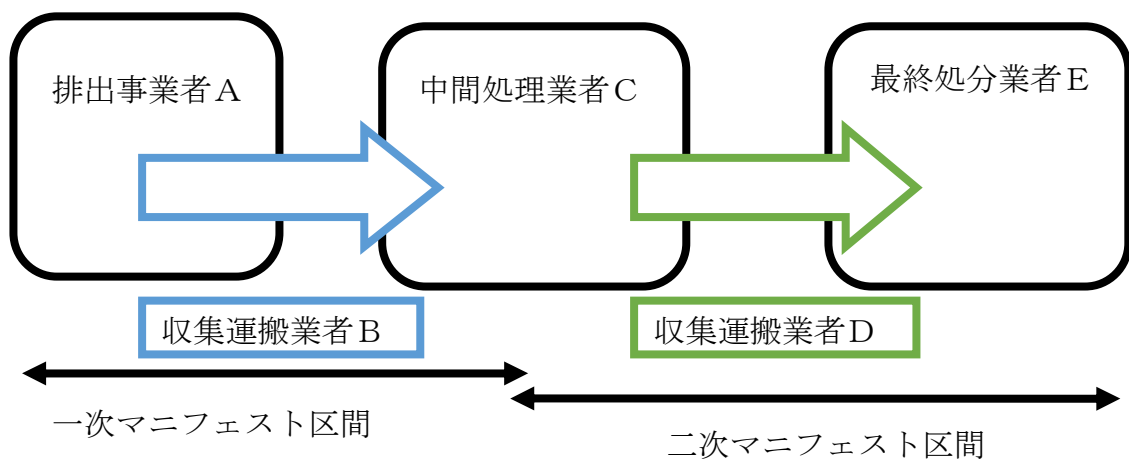 排出事業者A
中間処理業者C
最終処分業者E
収集運搬業者B
収集運搬業者D
一次マニフェスト区間
二次マニフェスト区間